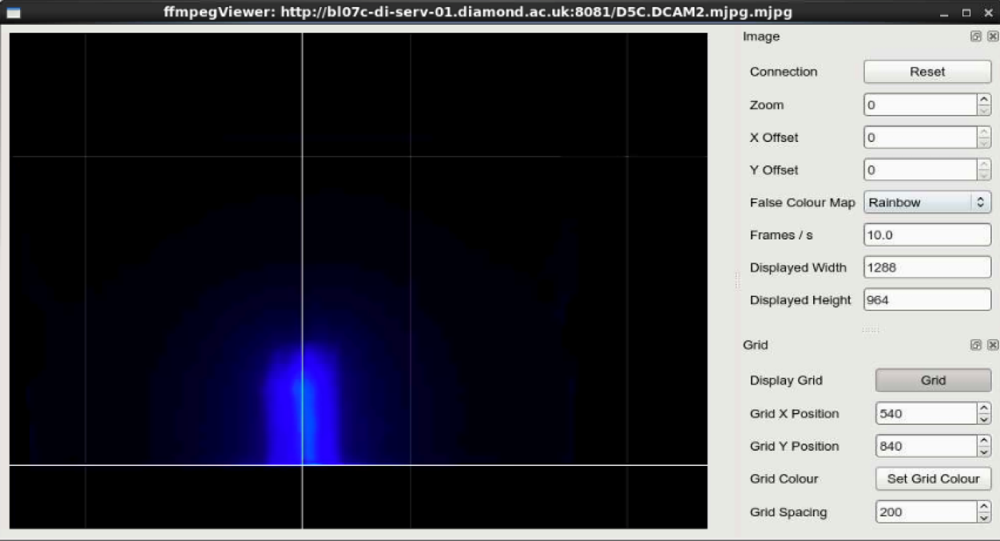 ffmpegViewer: http://bl07c-di-serv-01.diamond.ac.uk:8081/D5C.DCAM2.mjpg.mjpg
Image
Connection Reset
Zoom 0
X Offset 0
Y Offset 0
False Colour Map Rainbow
Frames / s 10.0
Displayed Width 1288
Displayed Height 964
Grid
Display Grid Grid
Grid X Position 540
Grid Y Position 840
Grid Colour Set Grid Colour
Grid Spacing 200